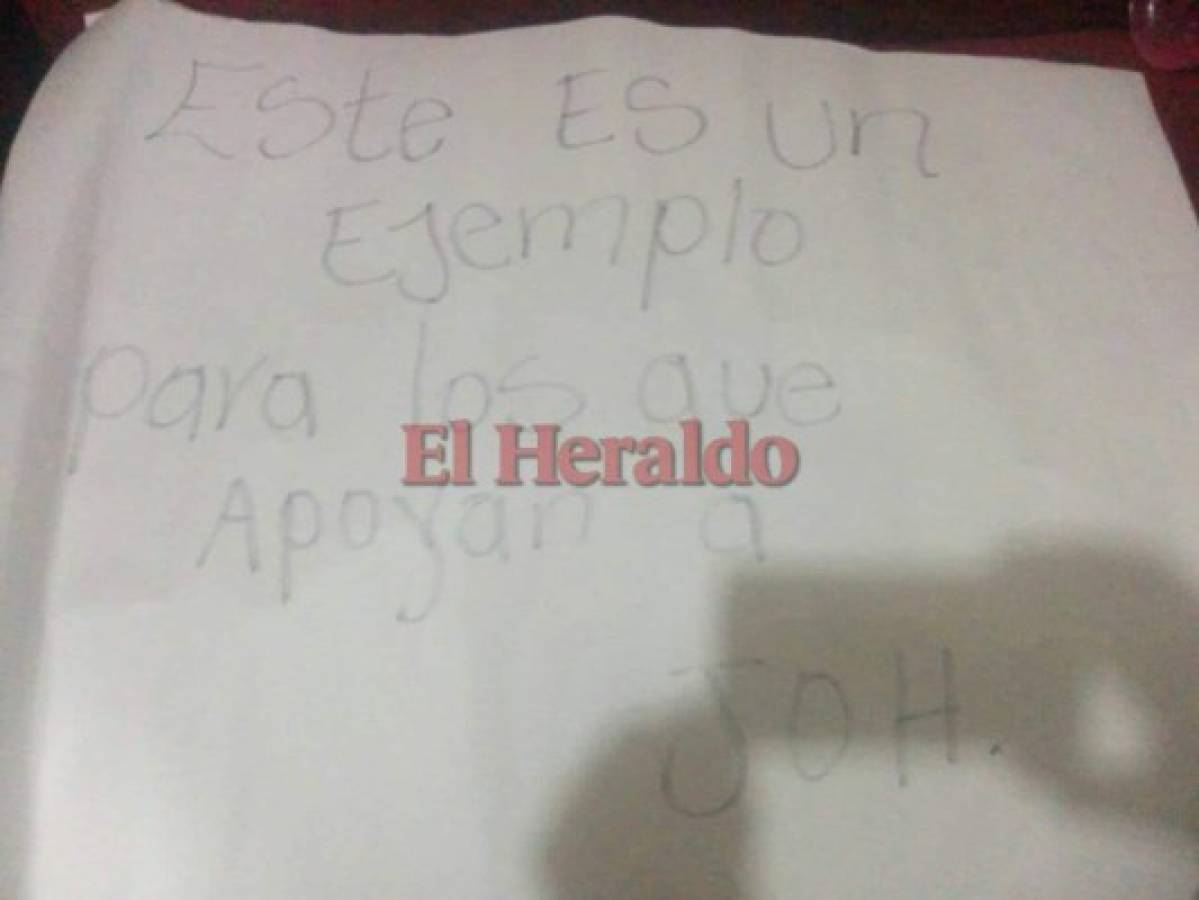 Este ES un
Ejemplo
para los que
El Heraldo
Apoyan a
JOH.